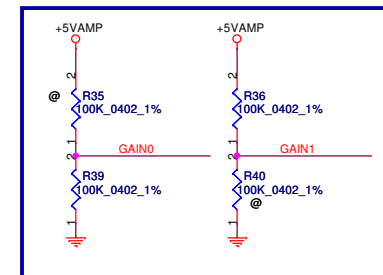 +5VAMP +5VAMP
2 2
@ R35 R36
100K_0402_1% 100K_0402_1%
1 1
GAIN0 GAIN1
2 2
R39 R40
100K_0402_1% 100K_0402_1%
@
1 1